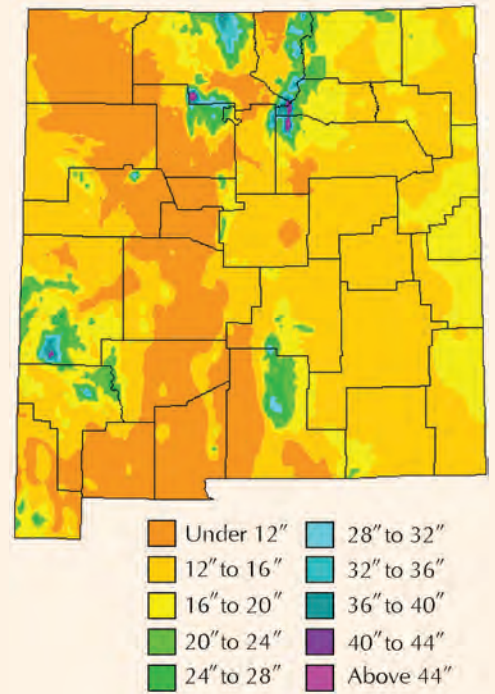 Under 12"
12" to 16"
16" to 20"
20" to 24"
24" to 28"
28" to 32"
32" to 36"
36" to 40"
40" to 44"
Above 44"